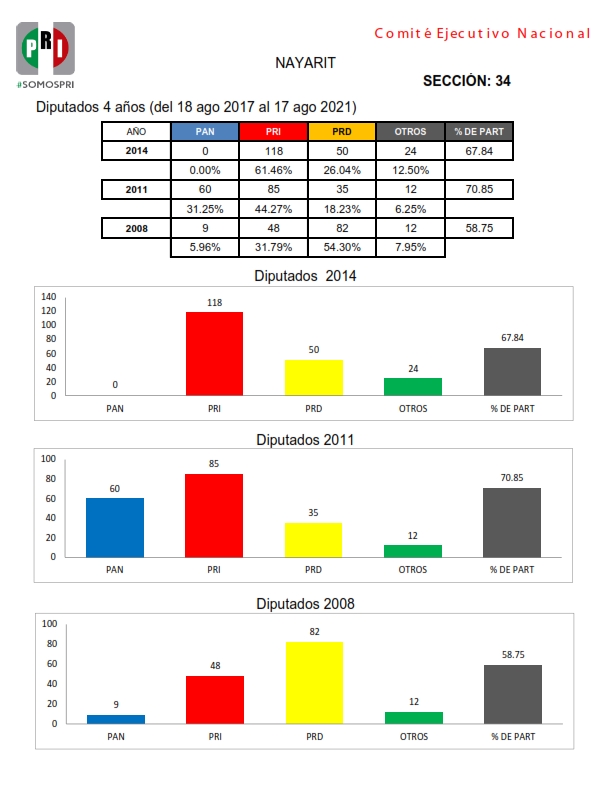 Comité Ejecutivo Nacional
PRI
#SOMOSPRI
NAYARIT
SECCIÓN: 34
Diputados 4 años (del 18 ago 2017 al 17 ago 2021)
AÑO PAN PRI PRD OTROS % DE PART
2014 0 118 50 24 67.84
0.00% 61.46% 26.04% 12.50%
2011 60 85 35 12 70.85
31.25% 44.27% 18.23% 6.25%
2008 9 48 82 12 58.75
5.96% 31.79% 54.30% 7.95%
Diputados 2014
140
120
100
80
60
40
20
0
0 118 50 24 67.84
PAN PRI PRD OTROS % DE PART
Diputados 2011
100
80
60
40
20
0
60 85 35 12 70.85
PAN PRI PRD OTROS % DE PART
Diputados 2008
100
80
60
40
20
0
9 48 82 12 58.75
PAN PRI PRD OTROS % DE PART